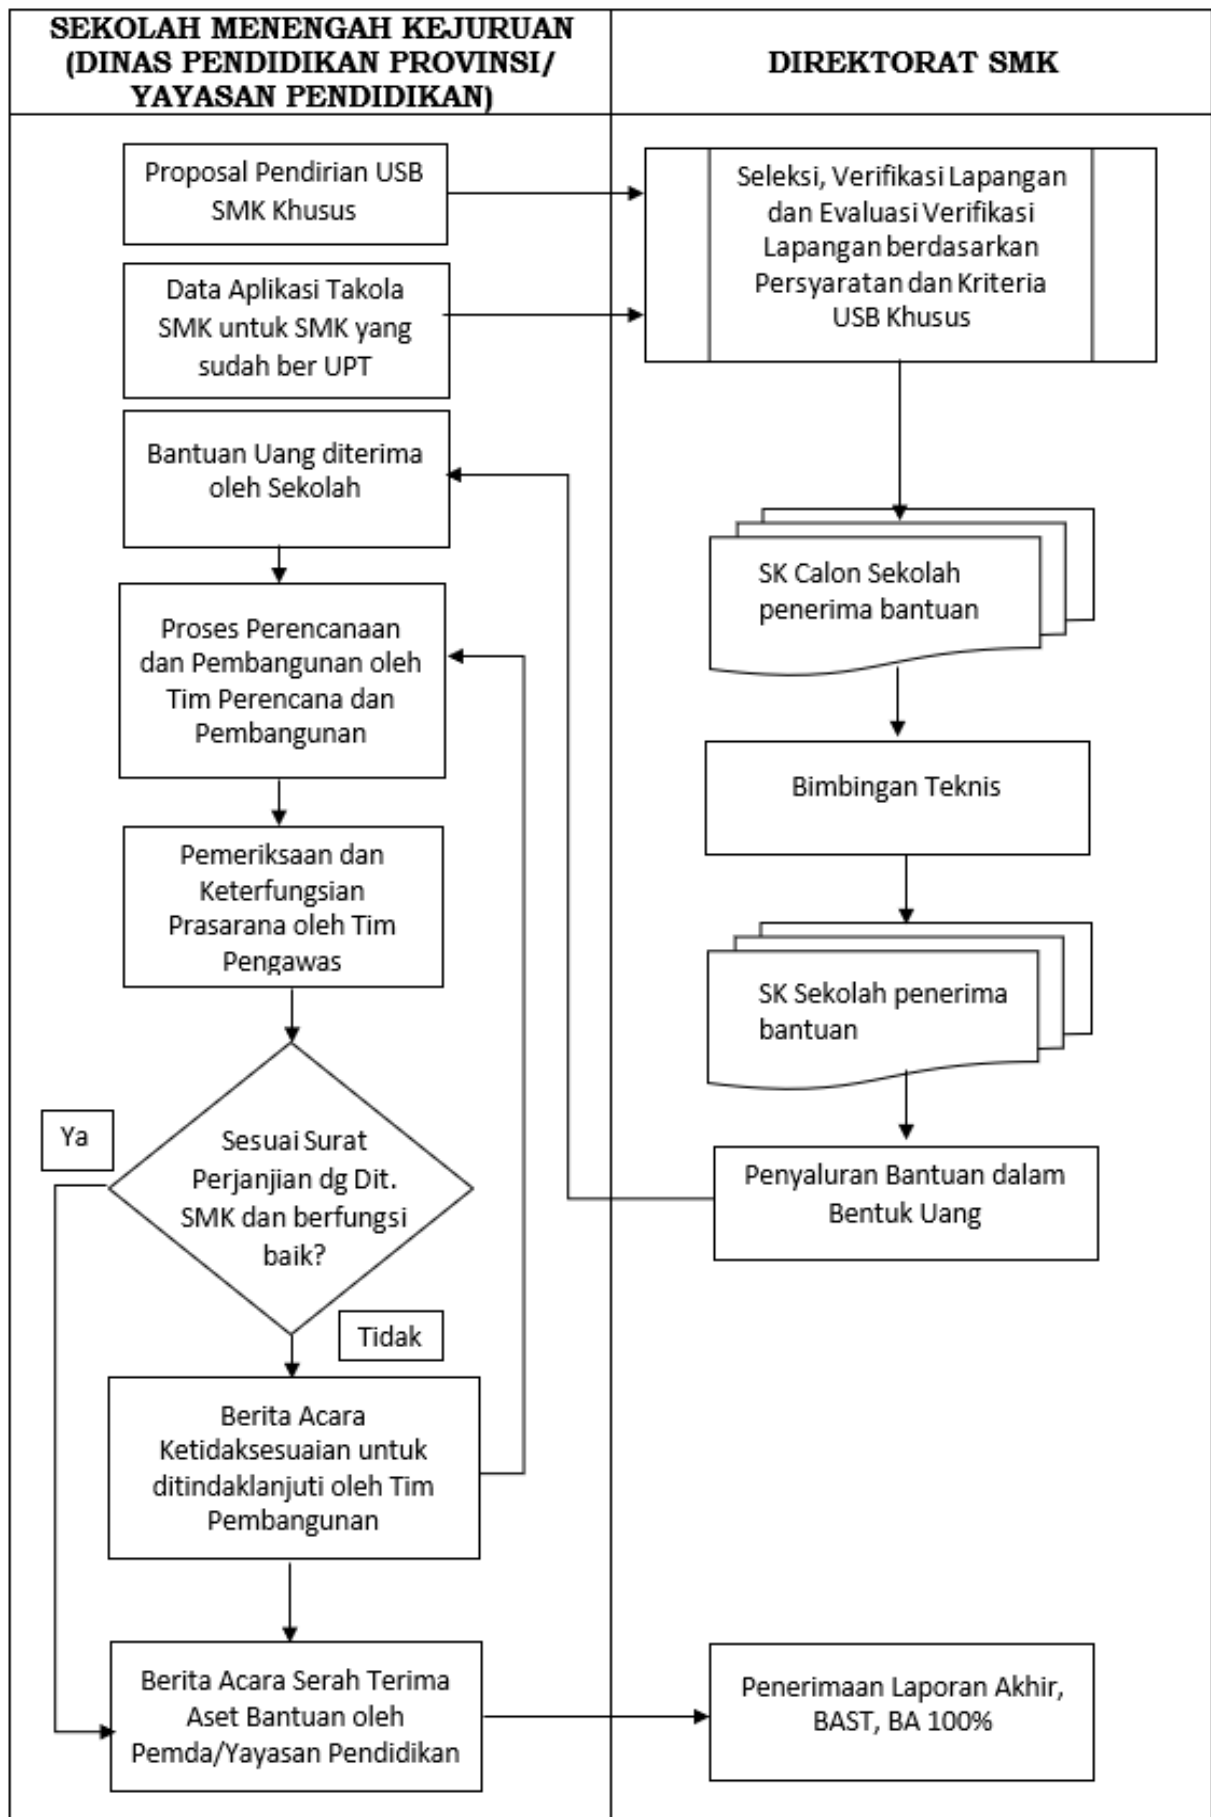 SEKOLAH MENENGAH KEJURUAN
(DINAS PENDIDIKAN PROVINSI/
YAYASAN PENDIDIKAN)
DIREKTORAT SMK
Proposal Pendirian USB
SMK Khusus
Seleksi, Verifikasi Lapangan
dan Evaluasi Verifikasi
Lapangan berdasarkan
Persyaratan dan Kriteria
USB Khusus
Data Aplikasi Takola
SMK untuk SMK yang
sudah ber UPT
Bantuan Uang diterima
oleh Sekolah
SK Calon Sekolah
penerima bantuan
Proses Perencanaan
dan Pembangunan oleh
Tim Perencana dan
Pembangunan
Bimbingan Teknis
Pemeriksaan dan
Keterfungsian
Prasarana oleh Tim
Pengawas
SK Sekolah penerima
bantuan
Ya
Sesuai Surat
Perjanjian dg Dit.
SMK dan berfungsi
baik?
Penyaluran Bantuan dalam
Bentuk Uang
Tidak
Berita Acara
Ketidaksesuaian untuk
ditindaklanjuti oleh Tim
Pembangunan
Berita Acara Serah Terima
Aset Bantuan oleh
Pemda/Yayasan Pendidikan
Penerimaan Laporan Akhir,
BAST, BA 100%